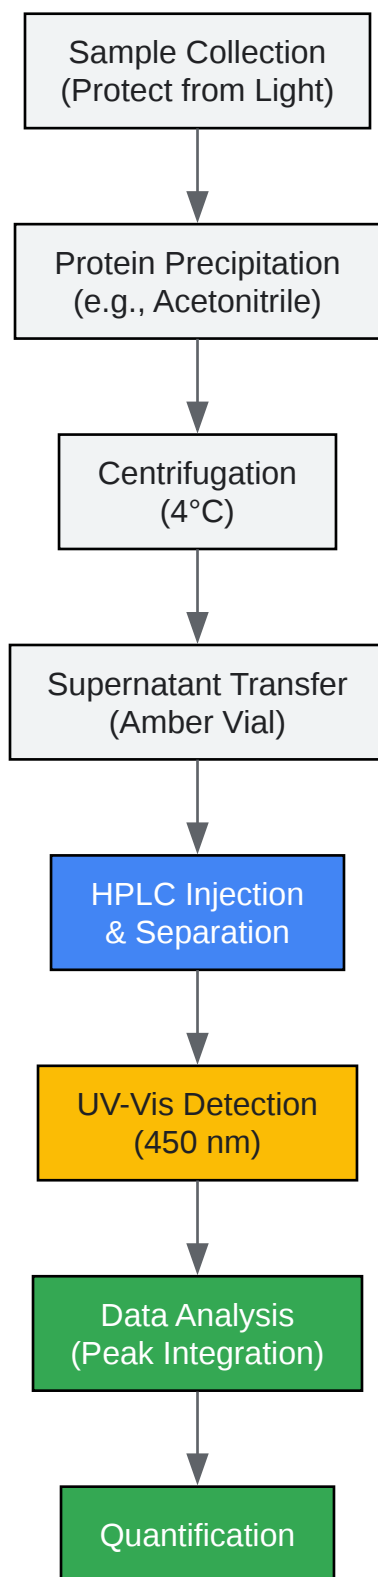 Sample Collection
(Protect from Light)
Protein Precipitation
(e.g., Acetonitrile)
Centrifugation
(4°C)
Supernatant Transfer
(Amber Vial)
HPLC Injection
& Separation
UV-Vis Detection
(450 nm)
Data Analysis
(Peak Integration)
Quantification